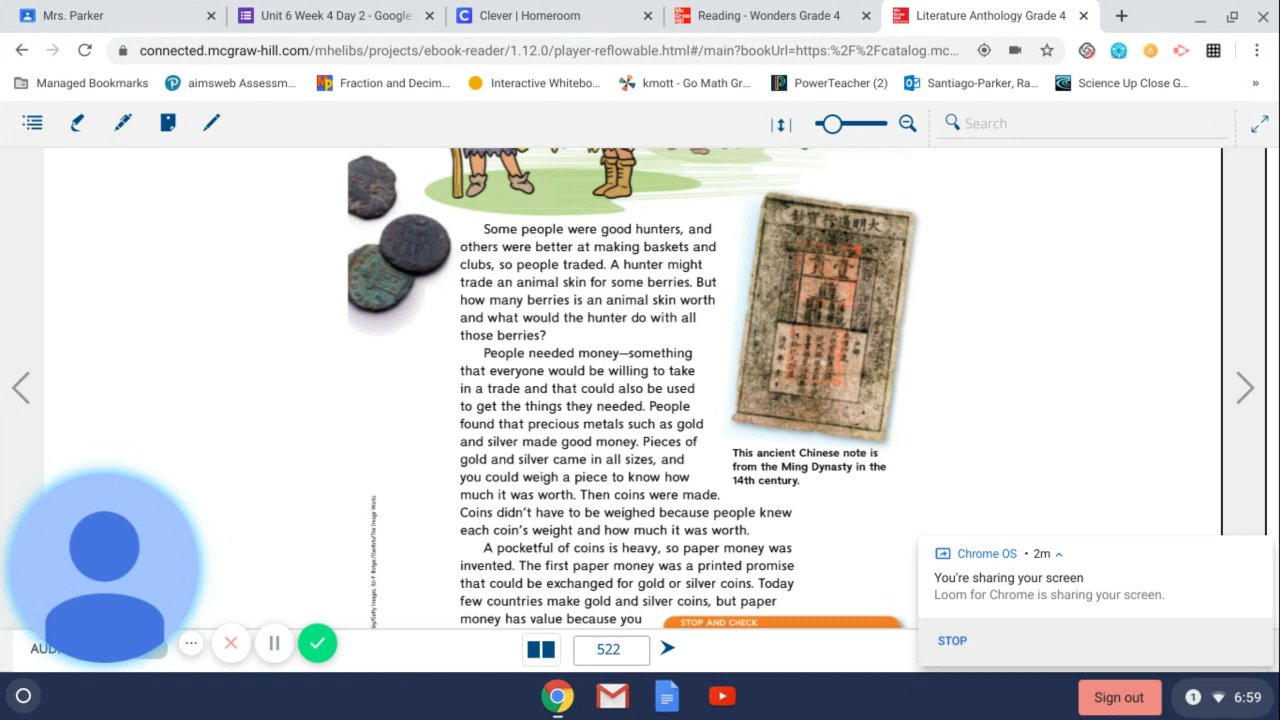 Mrs. Parker
Unit 6 Week 4 Day 2 - Google
Clever | Homeroom
Reading - Wonders Grade 4
Literature Anthology Grade 4
connected.mcgraw-hill.com/mhelibs/projects/ebook-reader/1.12.0/player-reflowable.html#/main?bookUrl=https:%2F%2Fcatalog.mc...
Managed Bookmarks
aimsweb Assessm...
Fraction and Decim...
Interactive Whitebo...
kmott - Go Math Gr...
PowerTeacher (2)
Santiago-Parker, Ra...
Science Up Close G...
Search
大明通行寶鈔
Some people were good hunters, and
others were better at making baskets and
clubs, so people traded. A hunter might
trade an animal skin for some berries. But
how many berries is an animal skin worth
and what would the hunter do with all
those berries?
People needed money—something
that everyone would be willing to take
in a trade and that could also be used
to get the things they needed. People
found that precious metals such as gold
and silver made good money. Pieces of
gold and silver came in all sizes, and
you could weigh a piece to know how
much it was worth. Then coins were made.
Coins didn't have to be weighed because people knew
each coin's weight and how much it was worth.
A pocketful of coins is heavy, so paper money was
invented. The first paper money was a printed promise
that could be exchanged for gold or silver coins. Today
few countries make gold and silver coins, but paper
money has value because you
This ancient Chinese note is
from the Ming Dynasty in the
14th century.
STOP AND CHECK
522
Chrome OS • 2m
You're sharing your screen
Loom for Chrome is sharing your screen.
STOP
Sign out
1
6:59